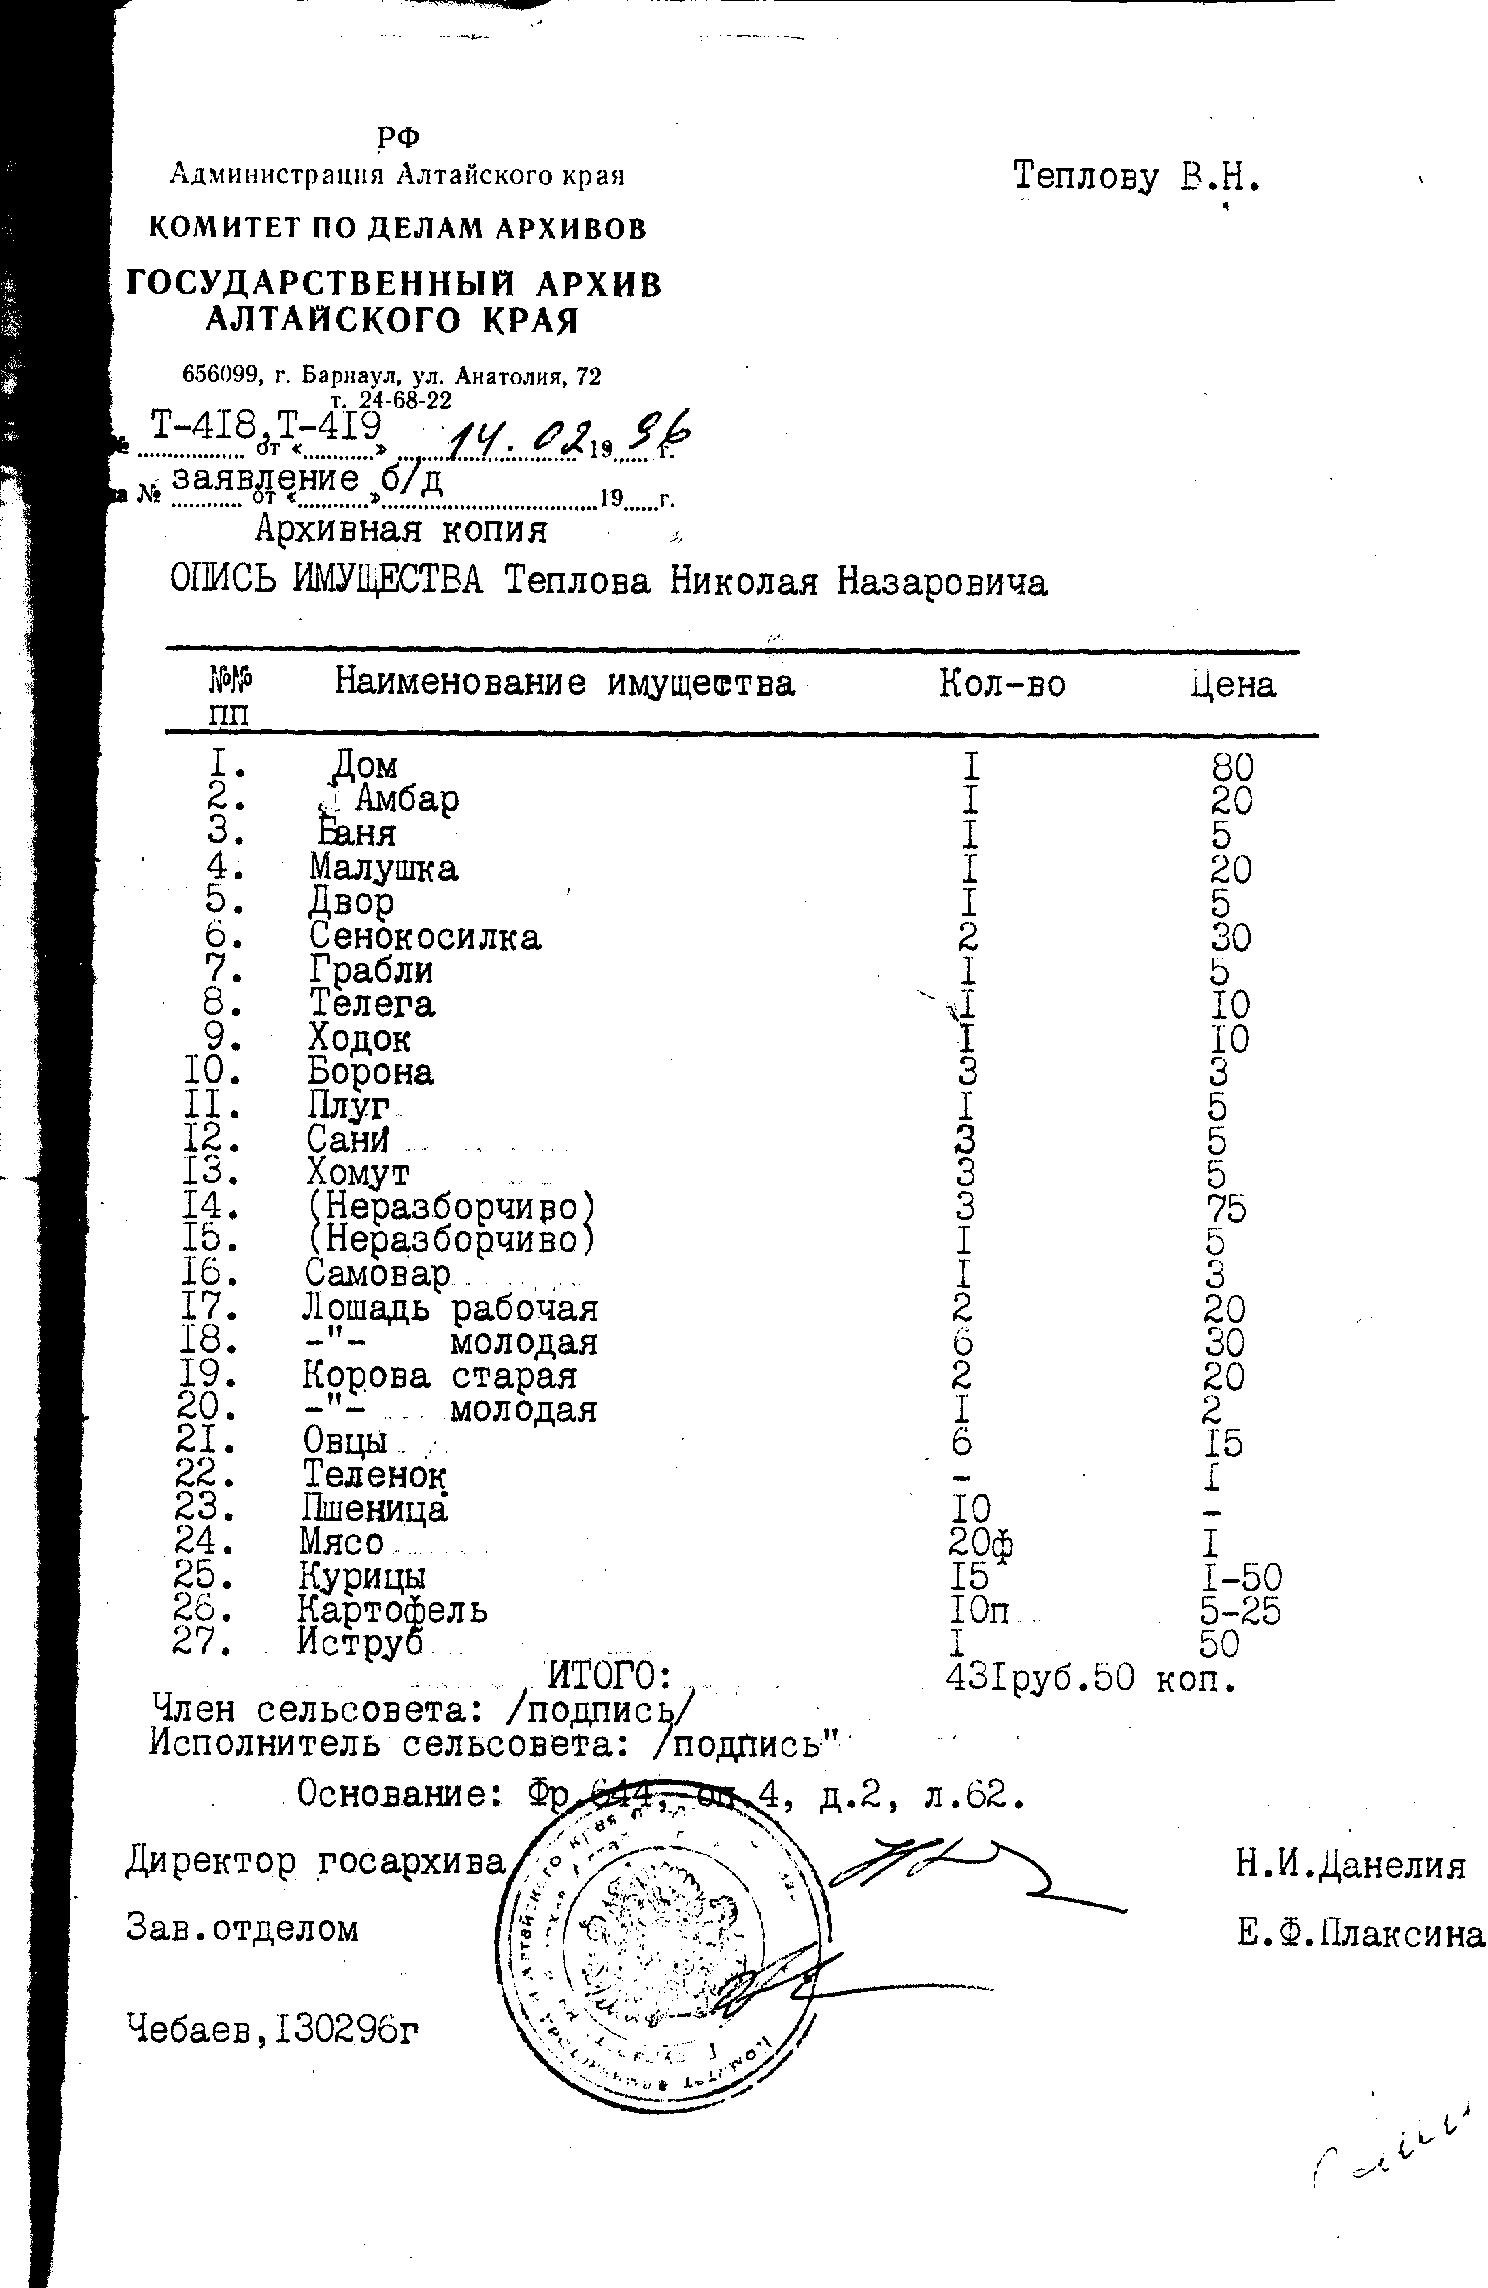 РФ
Администрация Алтайского края
Теплову В.Н.
КОМИТЕТ ПО ДЕЛАМ АРХИВОВ
ГОСУДАРСТВЕННЫЙ АРХИВ
АЛТАЙСКОГО КРАЯ
656099, г. Барнаул, ул. Анатолия, 72
т. 24-68-22
№ Т-4I8,Т-4I9 от « » 14.02 19 96 г.
на № заявление б/д от « » 19 г.
Архивная копия
ОПИСЬ ИМУЩЕСТВА Теплова Николая Назаровича
№№ пп Наименование имущества Кол-во Цена
I. Дом I 80
2. Амбар I 20
3. Баня I 5
4. Малушка I 20
5. Двор I 5
6. Сенокосилка 2 30
7. Грабли I 5
8. Телега I I0
9. Ходок I I0
I0. Борона 3 3
II. Плуг I 5
I2. Сани 3 5
I3. Хомут 3 5
I4. (Неразборчиво) 3 75
I5. (Неразборчиво) I 5
I6. Самовар I 3
I7. Лошадь рабочая 2 20
I8. -"- молодая 6 30
I9. Корова старая 2 20
20. -"- молодая I 2
2I. Овцы 6 I5
22. Теленок - I
23. Пшеница I0 -
24. Мясо 20ф I
25. Курицы I5 I-50
26. Картофель I0п 5-25
27. Иструб I 50
ИТОГО: 43Iруб.50 коп.
Член сельсовета: /подпись/
Исполнитель сельсовета: /подпись"
Основание: Фр.644, оп.4, д.2, л.62.
Директор госархива Н.И.Данелия
Зав.отделом Е.Ф.Плаксина
Чебаев,I30296г